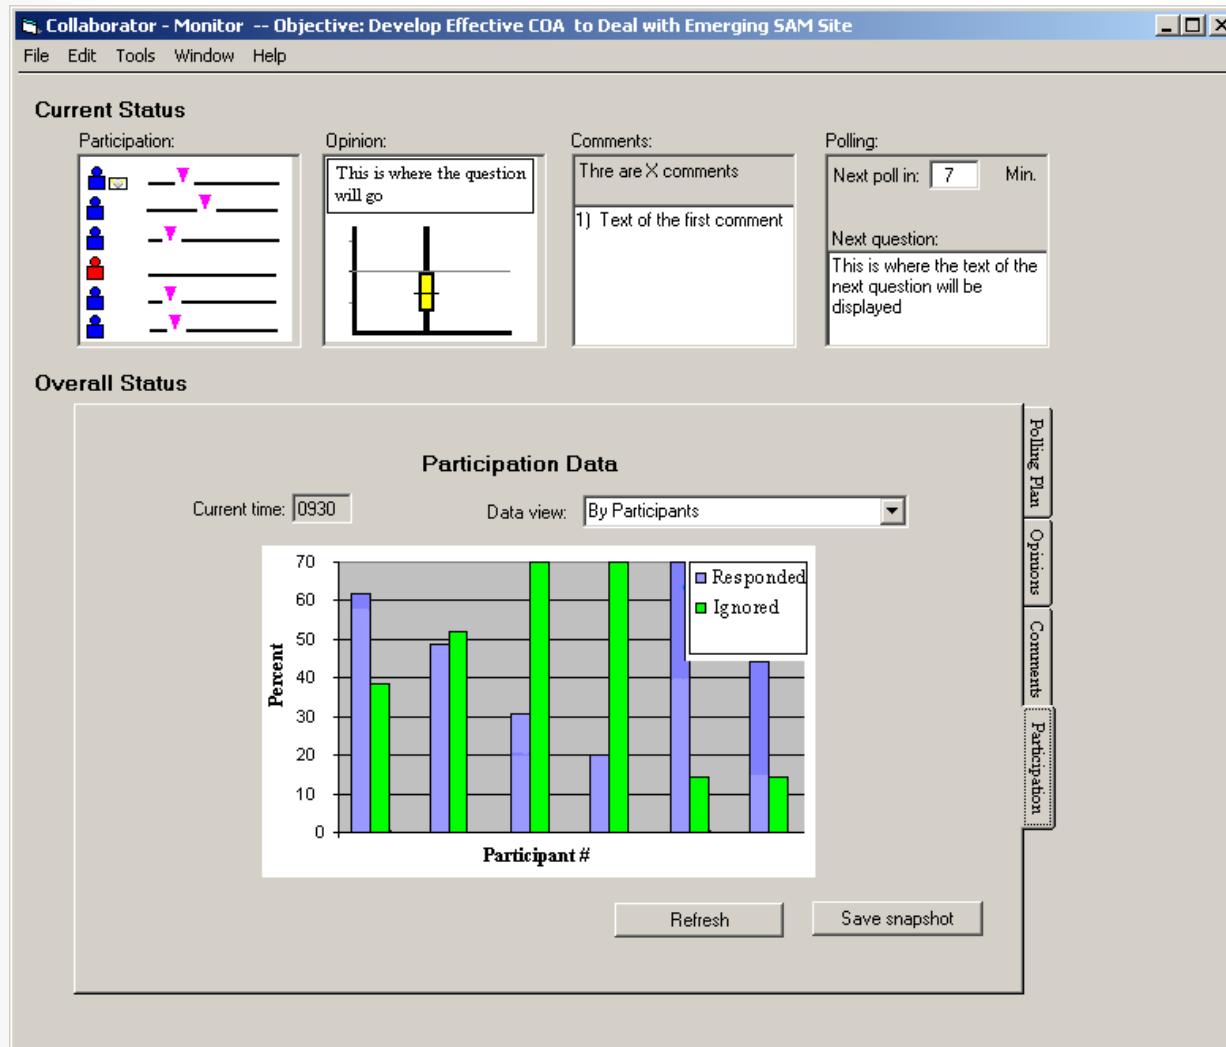 Collaborator - Monitor -- Objective: Develop Effective COA to Deal with Emerging SAM Site
File Edit Tools Window Help
Current Status
Participation:
Opinion:
This is where the question
will go
Comments:
Thre are X comments
1) Text of the first comment
Polling:
Next poll in: 7 Min.
Next question:
This is where the text of the
next question will be
displayed
Overall Status
Participation Data
Current time: 0930
Data view: By Participants
70
60
50
40
30
20
10
0
Percent
Participant #
Responded
Ignored
Refresh
Save snapshot
Polling Plan
Opinions
Comments
Participation